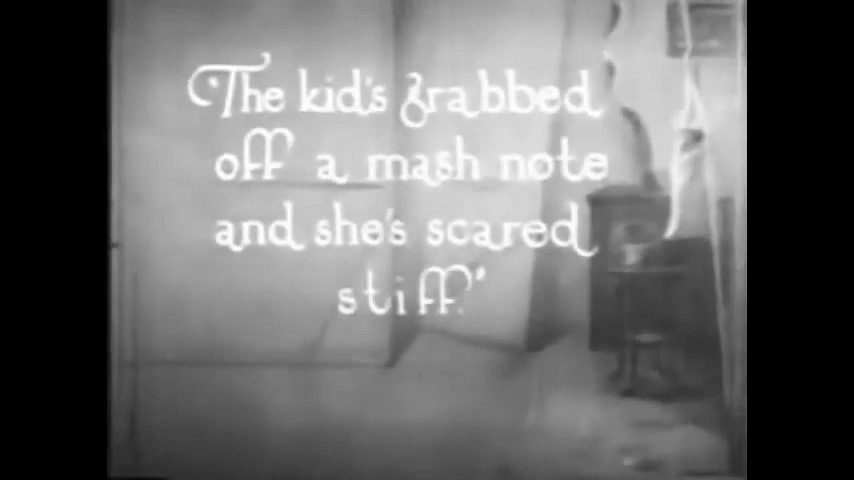 "The kid's grabbed
off a mash note
and she's scared
stiff."